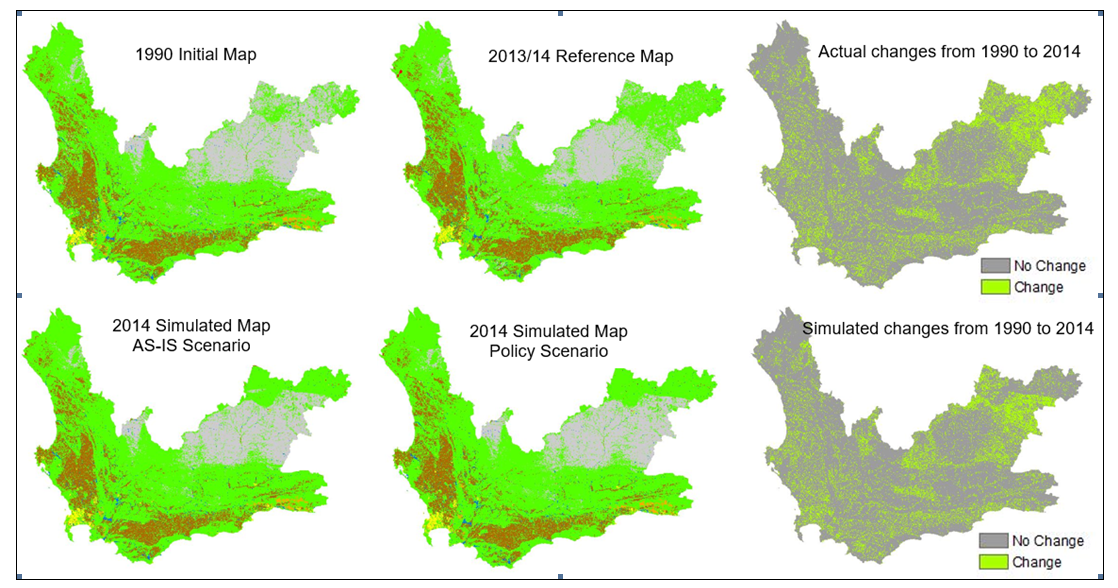 1990 Initial Map
2013/14 Reference Map
Actual changes from 1990 to 2014
No Change
Change
2014 Simulated Map
AS-IS Scenario
2014 Simulated Map
Policy Scenario
Simulated changes from 1990 to 2014
No Change
Change